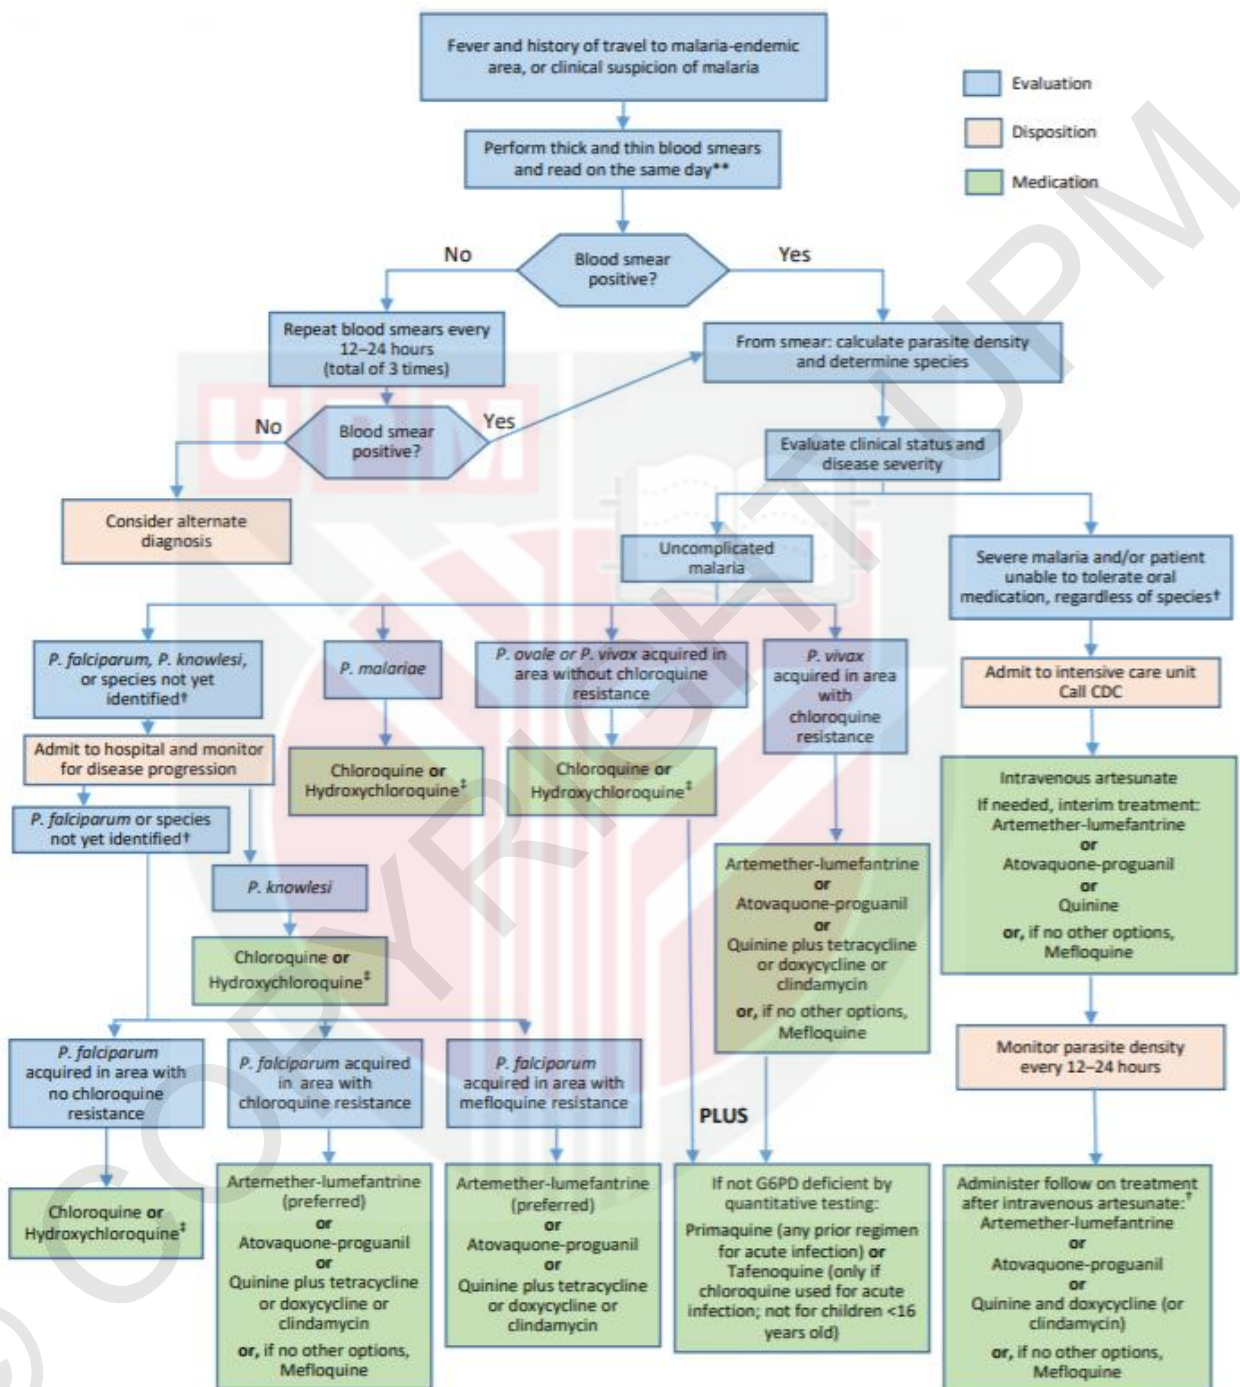 Fever and history of travel to malaria-endemic
area, or clinical suspicion of malaria
Evaluation
Disposition
Medication
Perform thick and thin blood smears
and read on the same day**
No
Blood smear
positive?
Yes
Repeat blood smears every
12–24 hours
(total of 3 times)
From smear: calculate parasite density
and determine species
No
Blood smear
positive?
Yes
Evaluate clinical status and
disease severity
Consider alternate
diagnosis
Uncomplicated
malaria
Severe malaria and/or patient
unable to tolerate oral
medication, regardless of species†
P. falciparum, P. knowlesi,
or species not yet
identified†
P. malariae
P. ovale or P. vivax acquired in
area without chloroquine
resistance
P. vivax
acquired in area
with
chloroquine
resistance
Admit to intensive care unit
Call CDC
Admit to hospital and monitor
for disease progression
Chloroquine or
Hydroxychloroquine‡
Chloroquine or
Hydroxychloroquine‡
Intravenous artesunate
If needed, interim treatment:
Artemether-lumefantrine
or
Atovaquone-proguanil
or
Quinine
or, if no other options,
Mefloquine
P. falciparum or species
not yet identified†
P. knowlesi
Chloroquine or
Hydroxychloroquine‡
Artemether-lumefantrine
or
Atovaquone-proguanil
or
Quinine plus tetracycline
or doxycycline or
clindamycin
or, if no other options,
Mefloquine
Monitor parasite density
every 12–24 hours
P. falciparum
acquired in area with
no chloroquine
resistance
P. falciparum acquired
in area with
chloroquine resistance
P. falciparum
acquired in area with
mefloquine resistance
PLUS
Chloroquine or
Hydroxychloroquine‡
Artemether-lumefantrine
(preferred)
or
Atovaquone-proguanil
or
Quinine plus tetracycline
or doxycycline or
clindamycin
or, if no other options,
Mefloquine
Artemether-lumefantrine
(preferred)
or
Atovaquone-proguanil
or
Quinine plus tetracycline
or doxycycline or
clindamycin
If not G6PD deficient by
quantitative testing:
Primaquine (any prior regimen
for acute infection) or
Tafenoquine (only if
chloroquine used for acute
infection; not for children <16
years old)
Administer follow on treatment
after intravenous artesunate:†
Artemether-lumefantrine
or
Atovaquone-proguanil
or
Quinine and doxycycline (or
clindamycin)
or, if no other options,
Mefloquine
UPM
© COPYRIGHT UPM